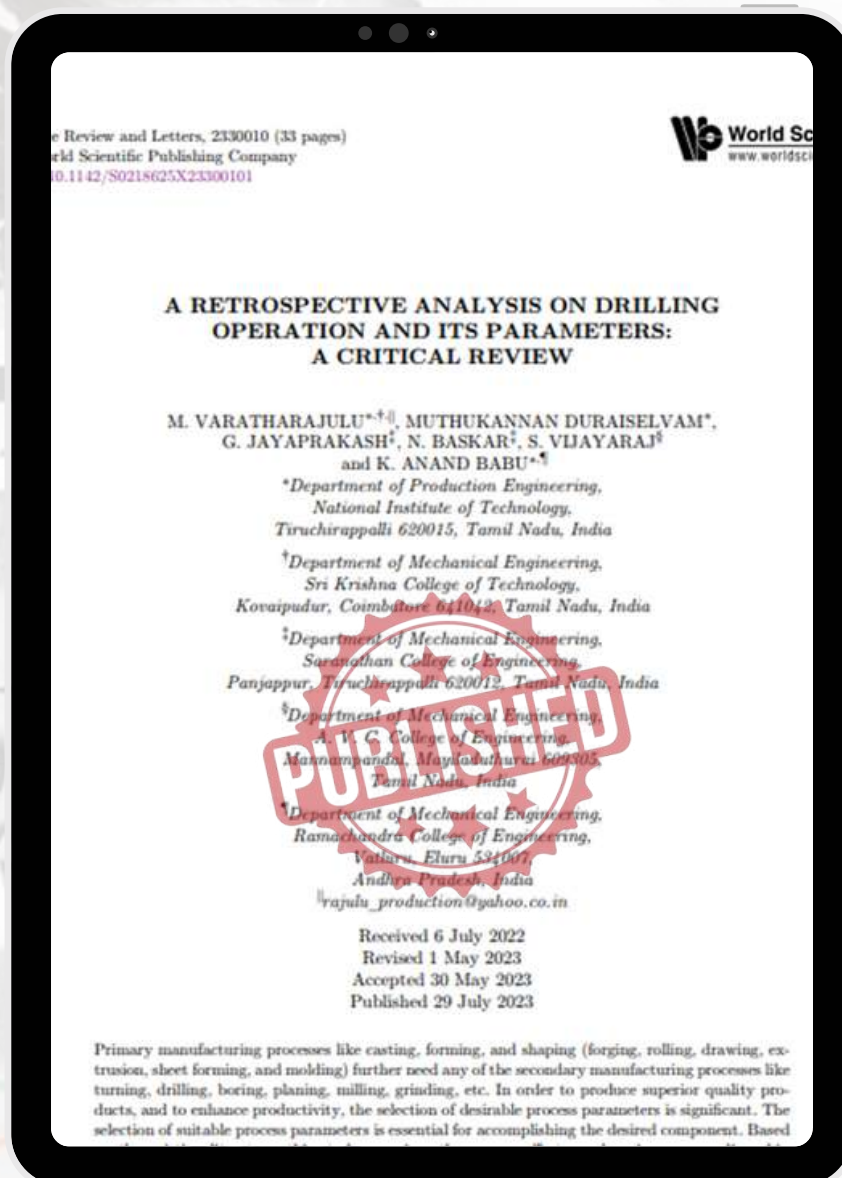 e Review and Letters, 2330010 (33 pages)
rld Scientific Publishing Company
10.1142/S0218625X23300101
World Sc
www.worldsci
A RETROSPECTIVE ANALYSIS ON DRILLING
OPERATION AND ITS PARAMETERS:
A CRITICAL REVIEW
M. VARATHARAJULU*,†,||, MUTHUKANNAN DURAISELVAM*,
G. JAYAPRAKASH‡, N. BASKAR‡, S. VIJAYARAJ§
and K. ANAND BABU*,¶
*Department of Production Engineering,
National Institute of Technology,
Tiruchirappalli 620015, Tamil Nadu, India
†Department of Mechanical Engineering,
Sri Krishna College of Technology,
Kovaipudur, Coimbatore 641042, Tamil Nadu, India
‡Department of Mechanical Engineering,
Saranathan College of Engineering,
Panjappur, Tiruchirappalli 620012, Tamil Nadu, India
§Department of Mechanical Engineering,
A. V. C. College of Engineering,
Mannampandal, Mayiladuthurai 609305,
Tamil Nadu, India
PUBLISHED
¶Department of Mechanical Engineering,
Ramachandra College of Engineering,
Vatluru, Eluru 534007,
Andhra Pradesh, India
||rajulu_production@yahoo.co.in
Received 6 July 2022
Revised 1 May 2023
Accepted 30 May 2023
Published 29 July 2023
Primary manufacturing processes like casting, forming, and shaping (forging, rolling, drawing, ex-
trusion, sheet forming, and molding) further need any of the secondary manufacturing processes like
turning, drilling, boring, planing, milling, grinding, etc. In order to produce superior quality pro-
ducts, and to enhance productivity, the selection of desirable process parameters is significant. The
selection of suitable process parameters is essential for accomplishing the desired component. Based